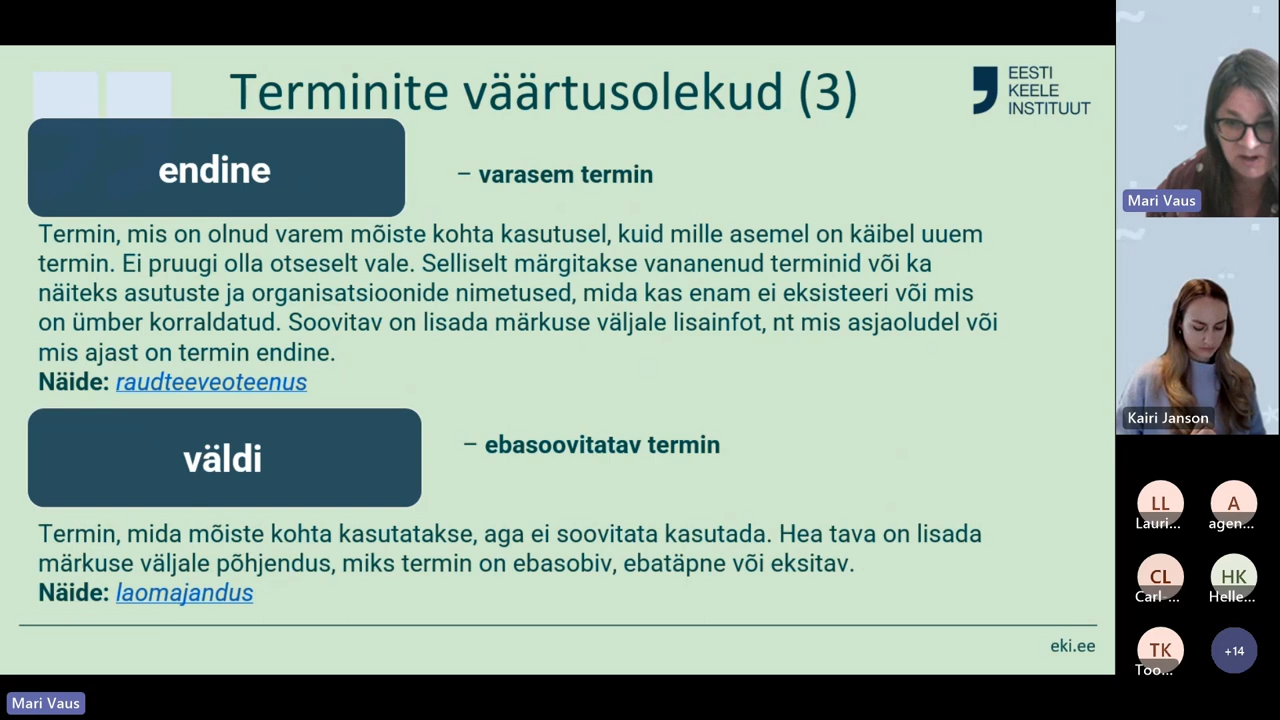 Terminite väärtusolekud (3)
EESTI
KEELE
INSTITUUT
endine
– varasem termin
Termin, mis on olnud varem mõiste kohta kasutusel, kuid mille asemel on käibel uuem
termin. Ei pruugi olla otseselt vale. Selliselt märgitakse vananenud terminid või ka
näiteks asutuste ja organisatsioonide nimetused, mida kas enam ei eksisteeri või mis
on ümber korraldatud. Soovitav on lisada märkuse väljale lisainfot, nt mis asjaoludel või
mis ajast on termin endine.
Näide: raudteeveoteenus
väldi
– ebasoovitatav termin
Termin, mida mõiste kohta kasutatakse, aga ei soovitata kasutada. Hea tava on lisada
märkuse väljale põhjendus, miks termin on ebasobiv, ebatäpne või eksitav.
Näide: laomajandus
eki.ee
Mari Vaus
Mari Vaus
Kairi Janson
LL
Lauri...
A
agen...
CL
Carl-...
HK
Helle...
TK
Too...
+14